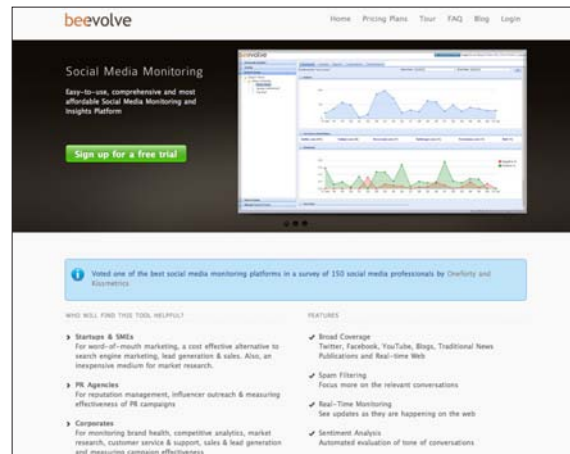 beevolve
Home Pricing Plans Tour FAQ Blog Login
Social Media Monitoring
Easy-to-use, comprehensive and most
affordable Social Media Monitoring and
Insights Platform
Sign up for a free trial
Voted one of the best social media monitoring platforms in a survey of 150 social media professionals by Oneforty and
Kissmetrics
WHO WILL FIND THIS TOOL HELPFUL?
Startups & SMEs
For word-of-mouth marketing, a cost effective alternative to
search engine marketing, lead generation & sales. Also, an
inexpensive medium for market research.
PR Agencies
For reputation management, influencer outreach & measuring
effectiveness of PR campaigns
Corporates
For monitoring brand health, competitive analytics, market
research, customer service & support, sales & lead generation
and measuring campaign effectiveness
FEATURES
Broad Coverage
Twitter, Facebook, YouTube, Blogs, Traditional News
Publications and Real-time Web
Spam Filtering
Focus more on the relevant conversations
Real-Time Monitoring
See updates as they are happening on the web
Sentiment Analysis
Automated evaluation of tone of conversations